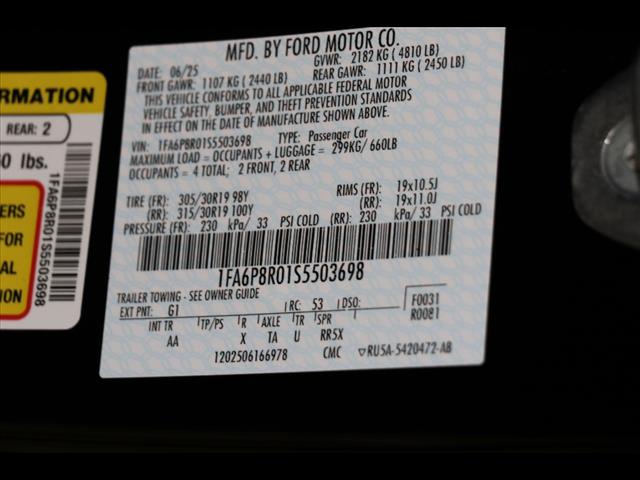 MFD. BY FORD MOTOR CO.
DATE: 06/25 GVWR: 2182 KG ( 4810 LB)
FRONT GAWR: 1107 KG ( 2440 LB) REAR GAWR: 1111 KG ( 2450 LB)
THIS VEHICLE CONFORMS TO ALL APPLICABLE FEDERAL MOTOR
VEHICLE SAFETY, BUMPER, AND THEFT PREVENTION STANDARDS
IN EFFECT ON THE DATE OF MANUFACTURE SHOWN ABOVE.
VIN: 1FA6P8R01S5503698 TYPE: Passenger Car
MAXIMUM LOAD = OCCUPANTS + LUGGAGE = 299KG/ 660LB
OCCUPANTS = 4 TOTAL; 2 FRONT, 2 REAR
TIRE (FR): 305/30R19 98Y RIMS (FR): 19x10.5J
(RR): 315/30R19 100Y (RR): 19x11.0J
PRESSURE (FR): 230 kPa/ 33 PSI COLD (RR): 230 kPa/ 33 PSI COLD
1FA6P8R01S5503698
TRAILER TOWING - SEE OWNER GUIDE
EXT PNT: G1 RC: 53 DSO: F0031
R0081
INT TR TP/PS R AXLE TR SPR
AA X TA U RR5X
1202506166978 CMC ▽RU5A-5420472-AB
RMATION
REAR: 2
0 lbs.
ERS
FOR
AL
ION
1FA6P8R01S5503698